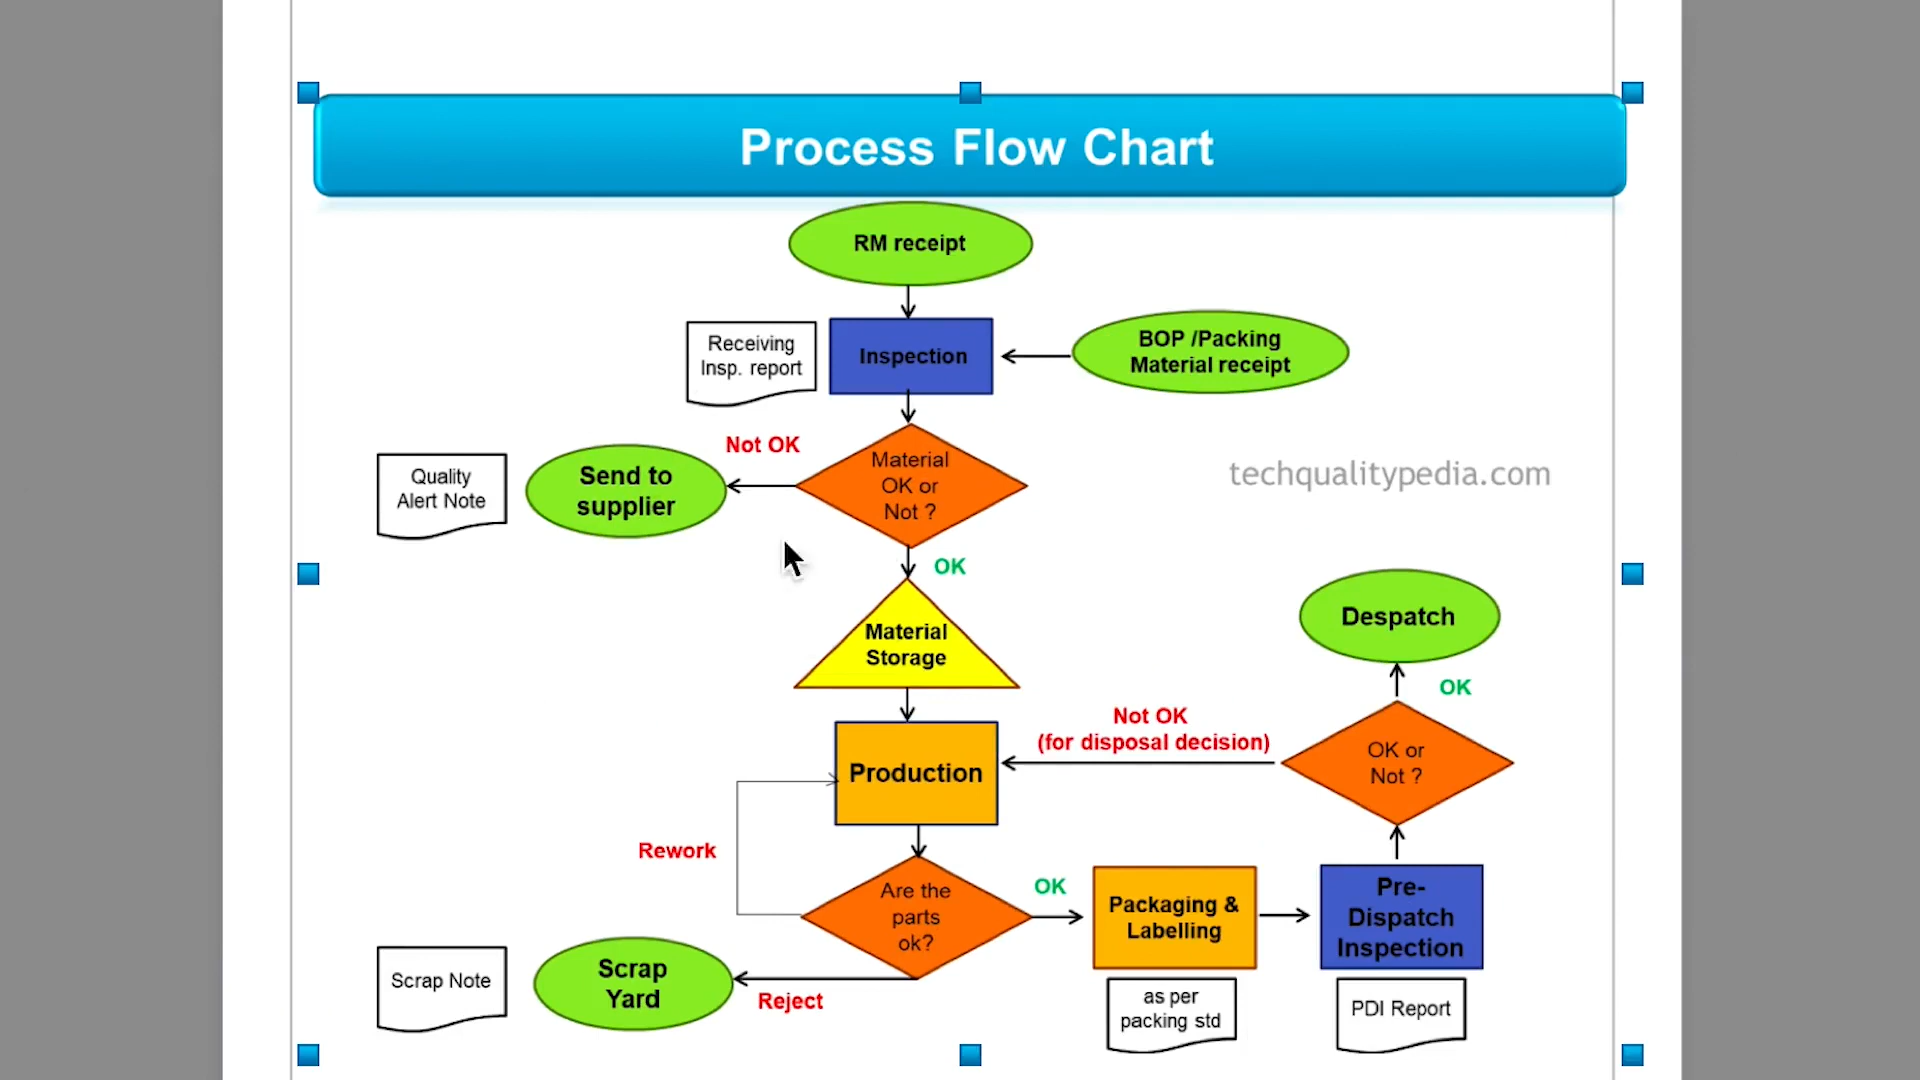 Process Flow Chart
RM receipt
Receiving
Insp. report
Inspection
BOP /Packing
Material receipt
Not OK
Material
OK or
Not ?
Quality
Alert Note
Send to
supplier
techqualitypedia.com
OK
Material
Storage
Despatch
OK
Not OK
(for disposal decision)
OK or
Not ?
Production
Rework
Are the
parts
ok?
OK
Packaging &
Labelling
Pre-
Dispatch
Inspection
Scrap Note
Scrap
Yard
Reject
as per
packing std
PDI Report